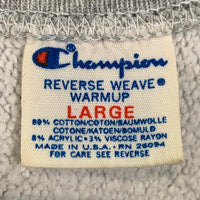 Champion
REVERSE WEAVE®
WARMUP
LARGE
89% COTTON/BAUMWOLLE
COTONE/KATOEN/BOMULD
8% ACRYLIC • 3% VISCOSE RAYON
MADE IN U.S.A. • RN 26094
FOR CARE SEE REVERSE